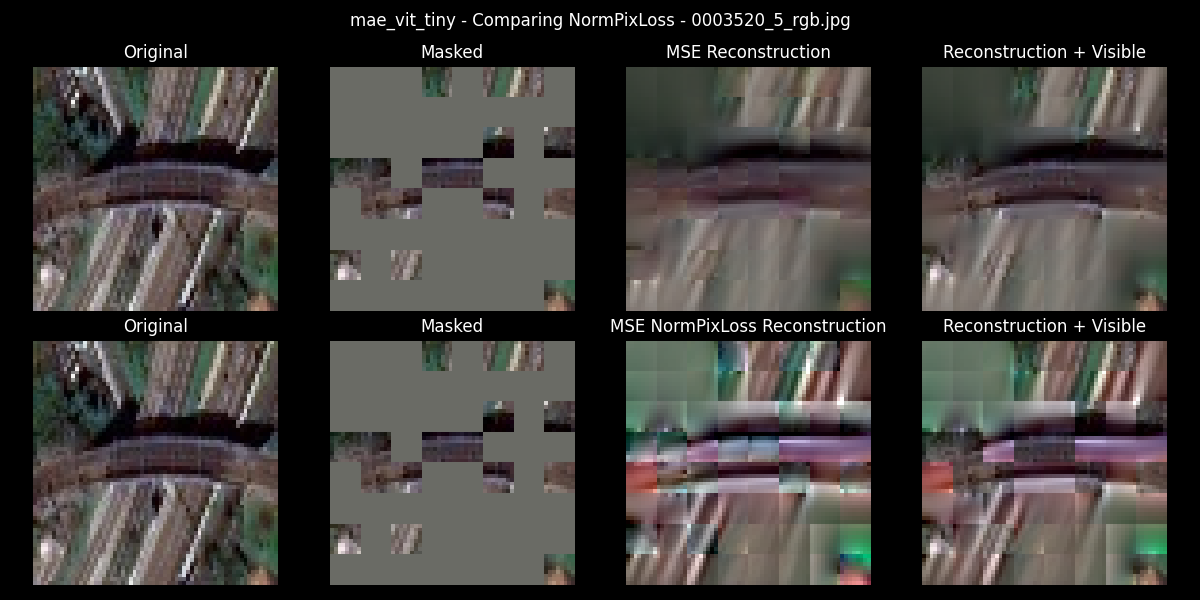 mae_vit_tiny - Comparing NormPixLoss - 0003520_5_rgb.jpg
Original
Masked
MSE Reconstruction
Reconstruction + Visible
Original
Masked
MSE NormPixLoss Reconstruction
Reconstruction + Visible